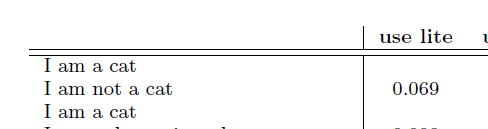 use lite
I am a cat
I am not a cat 0.069
I am a cat